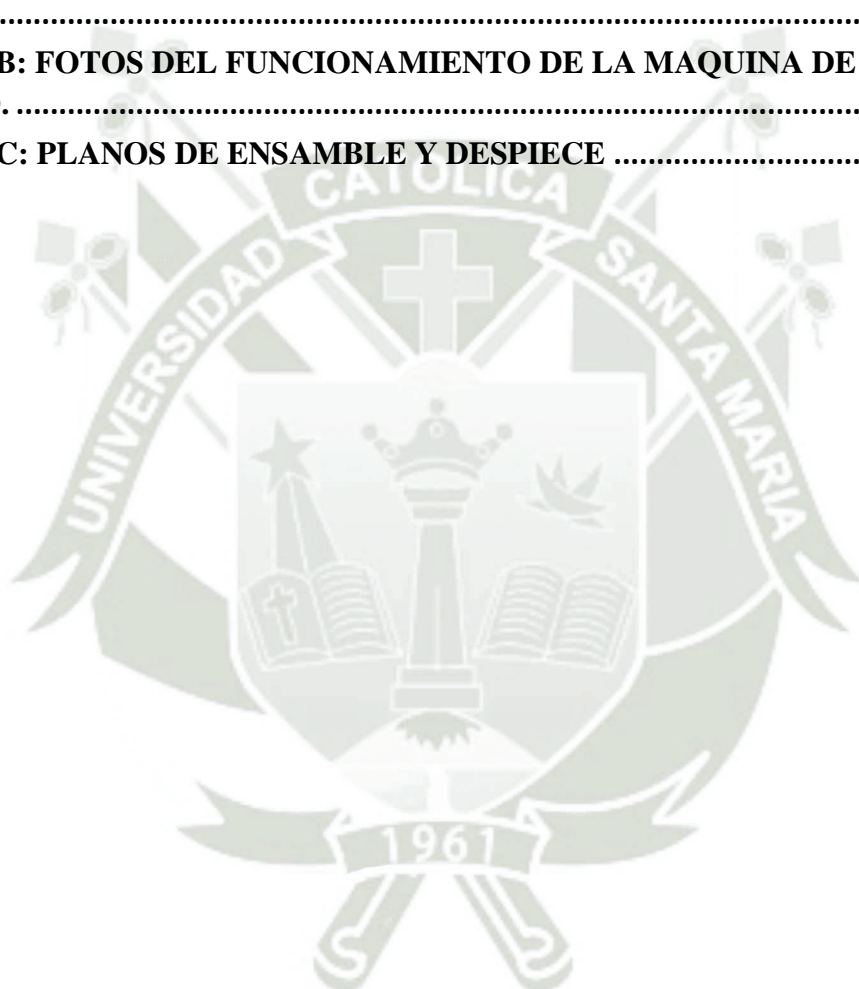 ..........................................................................................
B: FOTOS DEL FUNCIONAMIENTO DE LA MAQUINA DE
. ..........................................................................................
C: PLANOS DE ENSAMBLE Y DESPIECE ..............................
UNIVERSIDAD CATOLICA SANTA MARIA
1961